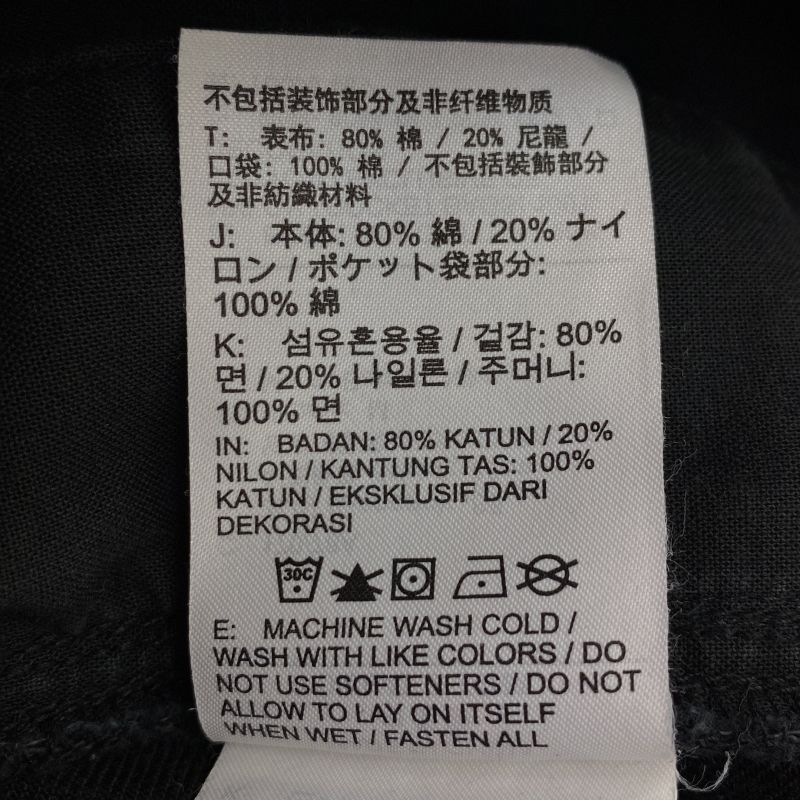 不包括装饰部分及非纤维物质
T: 表布: 80% 棉 / 20% 尼龍 /
口袋: 100% 棉 / 不包括裝飾部分
及非紡織材料
J: 本体: 80% 綿 / 20% ナイ
ロン / ポケット袋部分:
100% 綿
K: 섬유혼용율 / 겉감: 80%
면 / 20% 나일론 / 주머니:
100% 면
IN: BADAN: 80% KATUN / 20%
NILON / KANTUNG TAS: 100%
KATUN / EKSKLUSIF DARI
DEKORASI
30C
E: MACHINE WASH COLD /
WASH WITH LIKE COLORS / DO
NOT USE SOFTENERS / DO NOT
ALLOW TO LAY ON ITSELF
WHEN WET / FASTEN ALL